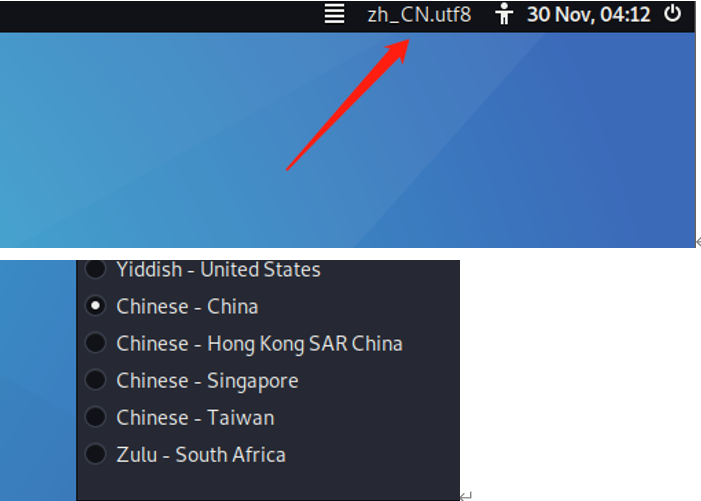 zh_CN.utf8 30 Nov, 04:12
Yiddish - United States
Chinese - China
Chinese - Hong Kong SAR China
Chinese - Singapore
Chinese - Taiwan
Zulu - South Africa